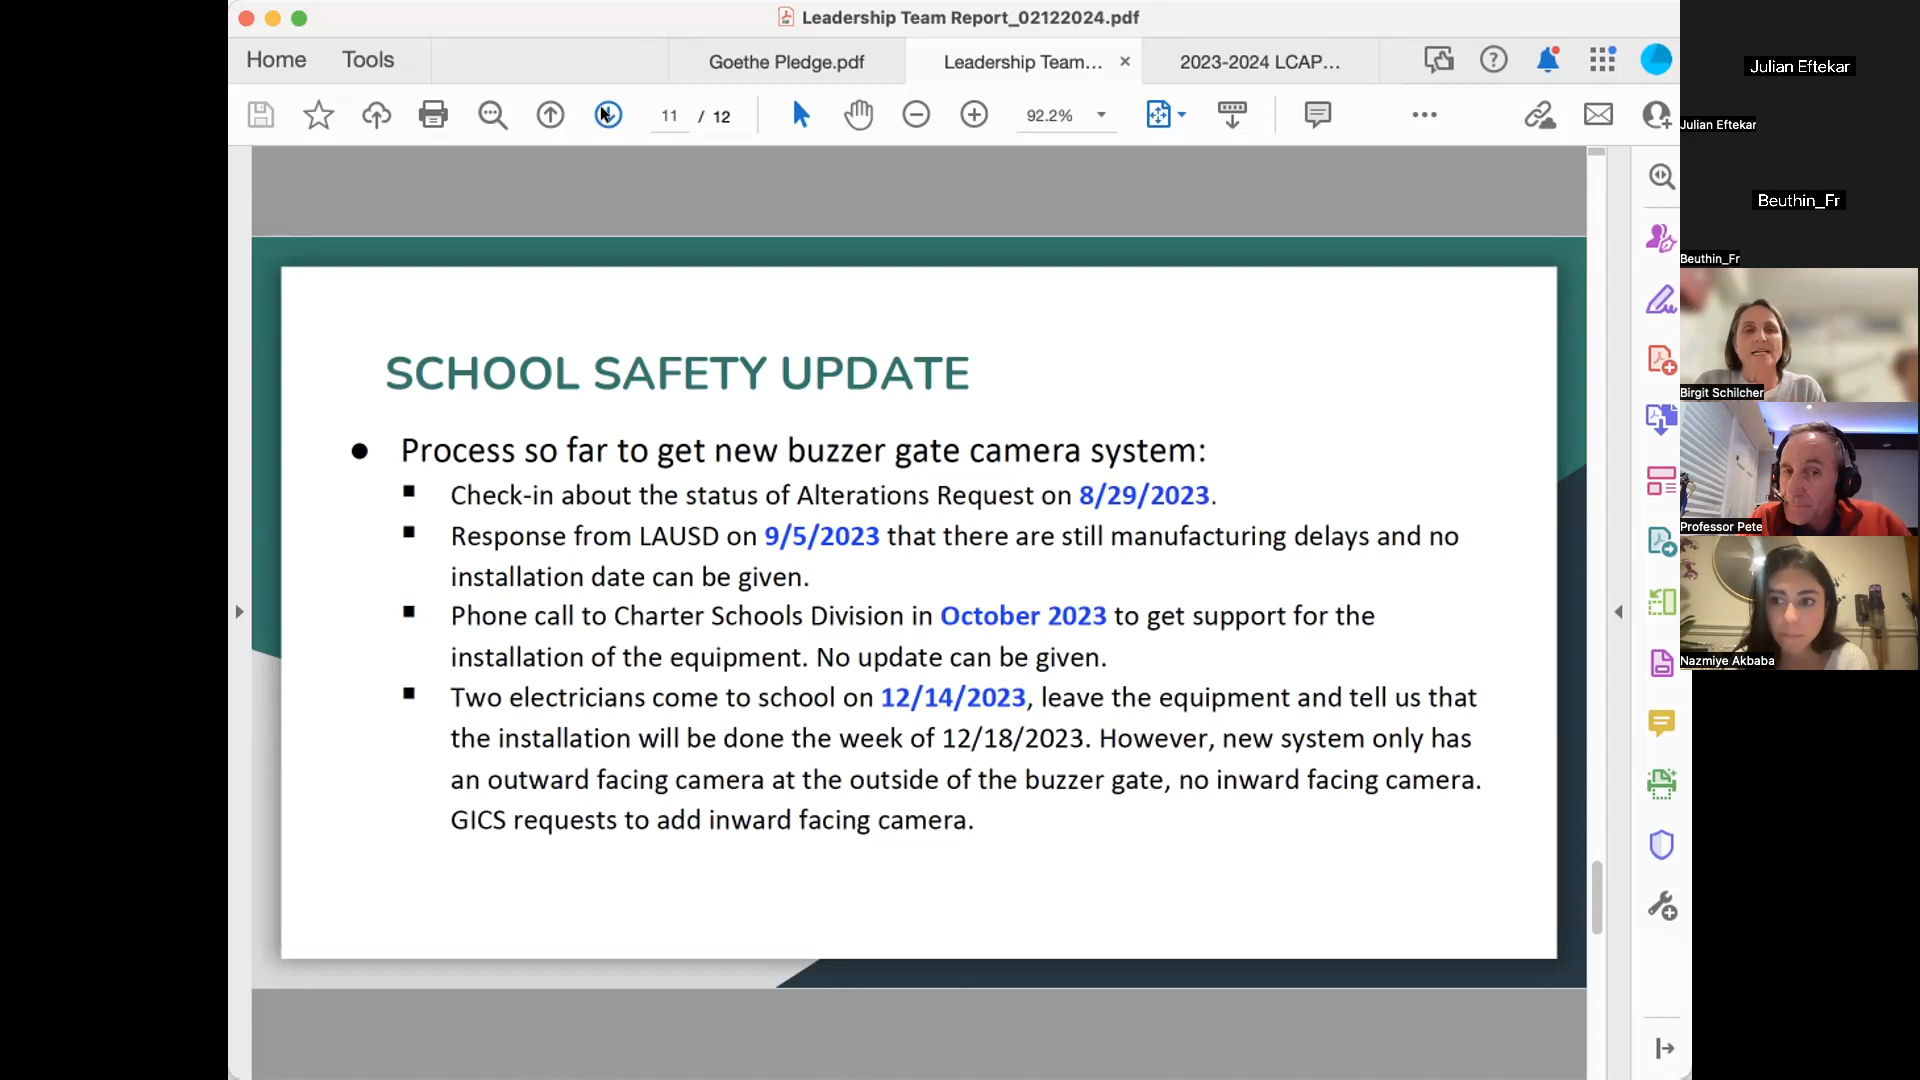 Leadership Team Report_02122024.pdf
Home
Tools
Goethe Pledge.pdf
Leadership Team...
2023-2024 LCAP...
11 / 12
92.2%
SCHOOL SAFETY UPDATE
● Process so far to get new buzzer gate camera system:
▪ Check-in about the status of Alterations Request on 8/29/2023.
▪ Response from LAUSD on 9/5/2023 that there are still manufacturing delays and no
installation date can be given.
▪ Phone call to Charter Schools Division in October 2023 to get support for the
installation of the equipment. No update can be given.
▪ Two electricians come to school on 12/14/2023, leave the equipment and tell us that
the installation will be done the week of 12/18/2023. However, new system only has
an outward facing camera at the outside of the buzzer gate, no inward facing camera.
GICS requests to add inward facing camera.
Julian Eftekar
Julian Eftekar
Beuthin_Fr
Beuthin_Fr
Birgit Schilcher
Professor Pete
Nazmiye Akbaba